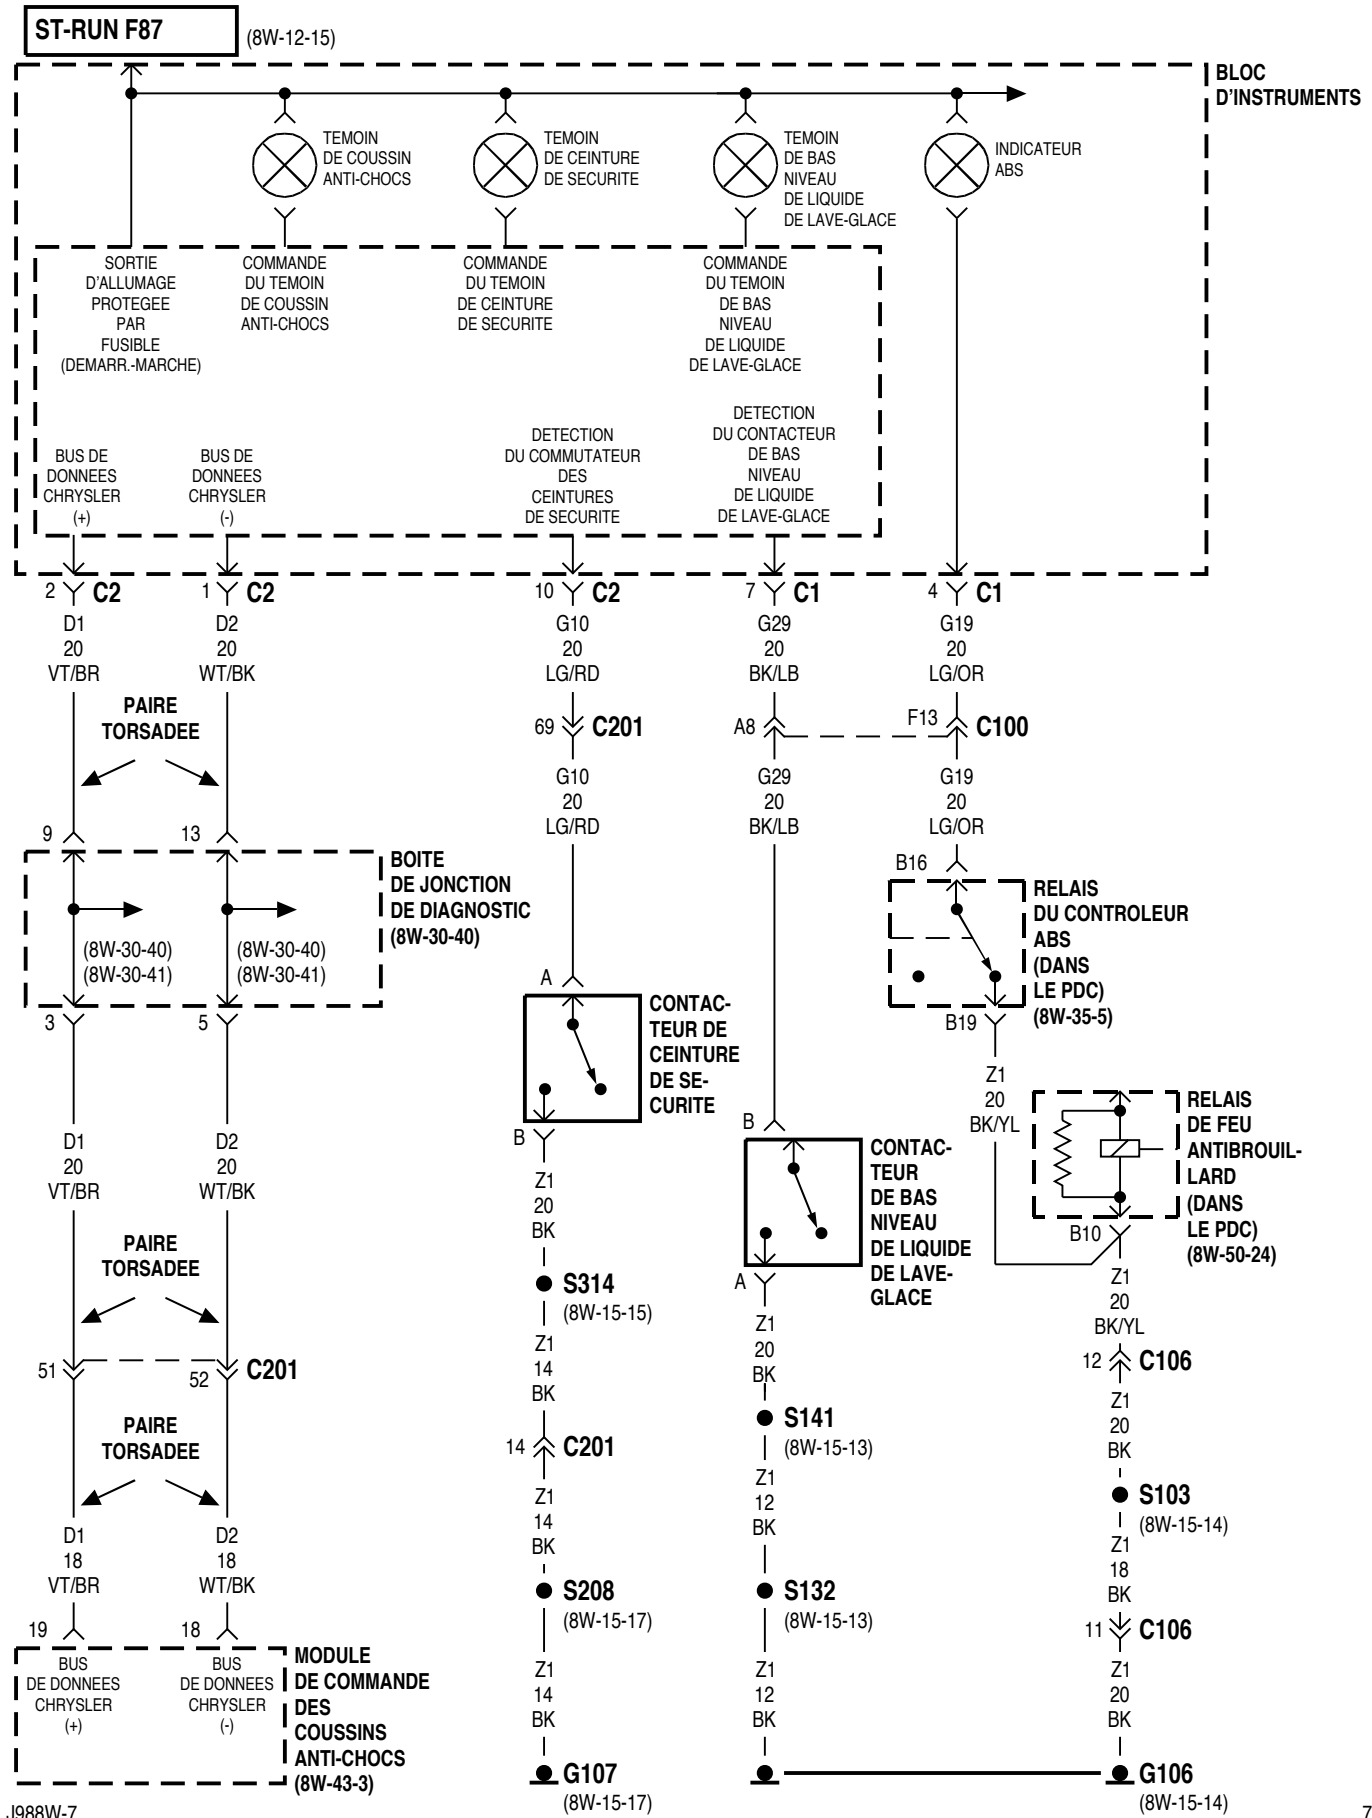 ST-RUN F87
(8W-12-15)
BLOC
D'INSTRUMENTS
TEMOIN
DE COUSSIN
ANTI-CHOCS
TEMOIN
DE CEINTURE
DE SECURITE
TEMOIN
DE BAS
NIVEAU
DE LIQUIDE
DE LAVE-GLACE
INDICATEUR
ABS
SORTIE
D'ALLUMAGE
PROTEGEE
PAR
FUSIBLE
(DEMARR.-MARCHE)
COMMANDE
DU TEMOIN
DE COUSSIN
ANTI-CHOCS
COMMANDE
DU TEMOIN
DE CEINTURE
DE SECURITE
COMMANDE
DU TEMOIN
DE BAS
NIVEAU
DE LIQUIDE
DE LAVE-GLACE
BUS DE
DONNEES
CHRYSLER
(+)
BUS DE
DONNEES
CHRYSLER
(-)
DETECTION
DU COMMUTATEUR
DES
CEINTURES
DE SECURITE
DETECTION
DU CONTACTEUR
DE BAS
NIVEAU
DE LIQUIDE
DE LAVE-GLACE
2 C2
1 C2
10 C2
7 C1
4 C1
D1
20
VT/BR
D2
20
WT/BK
G10
20
LG/RD
G29
20
BK/LB
G19
20
LG/OR
PAIRE
TORSADEE
69 C201
A8
F13 C100
G10
20
LG/RD
G29
20
BK/LB
G19
20
LG/OR
9
13
BOITE
DE JONCTION
DE DIAGNOSTIC
(8W-30-40)
(8W-30-40)
(8W-30-41)
(8W-30-40)
(8W-30-41)
3
5
B16
RELAIS
DU CONTROLEUR
ABS
(DANS
LE PDC)
(8W-35-5)
B19
A
CONTAC-
TEUR DE
CEINTURE
DE SE-
CURITE
B
Z1
20
BK/YL
RELAIS
DE FEU
ANTIBROUIL-
LARD
(DANS
LE PDC)
(8W-50-24)
B10
B
CONTAC-
TEUR
DE BAS
NIVEAU
DE LIQUIDE
DE LAVE-
GLACE
A
D1
20
VT/BR
D2
20
WT/BK
PAIRE
TORSADEE
51
52 C201
PAIRE
TORSADEE
D1
18
VT/BR
D2
18
WT/BK
19
18
BUS
DE DONNEES
CHRYSLER
(+)
BUS
DE DONNEES
CHRYSLER
(-)
MODULE
DE COMMANDE
DES
COUSSINS
ANTI-CHOCS
(8W-43-3)
Z1
20
BK
S314
(8W-15-15)
Z1
14
BK
14 C201
Z1
14
BK
S208
(8W-15-17)
Z1
14
BK
G107
(8W-15-17)
Z1
20
BK
S141
(8W-15-13)
Z1
12
BK
S132
(8W-15-13)
Z1
12
BK
Z1
20
BK/YL
12 C106
Z1
20
BK
S103
(8W-15-14)
Z1
18
BK
11 C106
Z1
20
BK
G106
(8W-15-14)
J988W-7
7